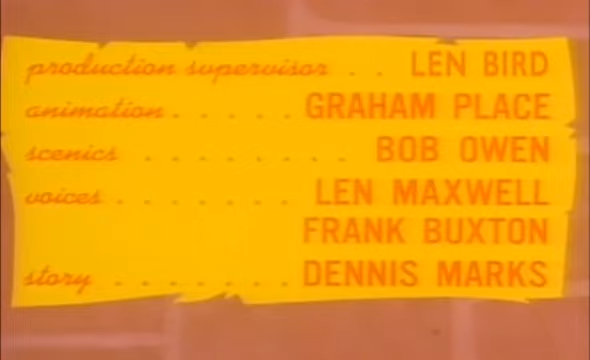 production supervisor . . LEN BIRD
animation . . . . . GRAHAM PLACE
scenics . . . . . . . . BOB OWEN
voices . . . . . . . LEN MAXWELL
FRANK BUXTON
story . . . . . . . DENNIS MARKS